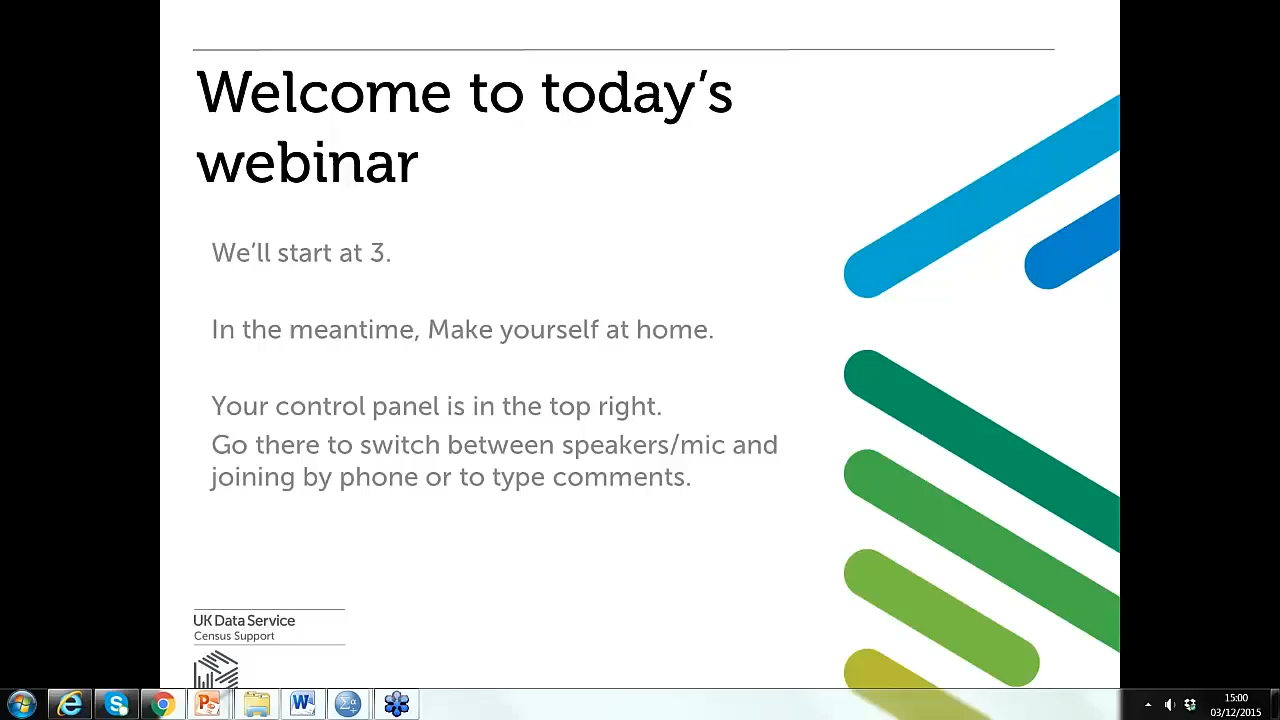 Welcome to today’s
webinar
We’ll start at 3.
In the meantime, Make yourself at home.
Your control panel is in the top right.
Go there to switch between speakers/mic and
joining by phone or to type comments.
UK Data Service
Census Support
15:00
03/12/2015